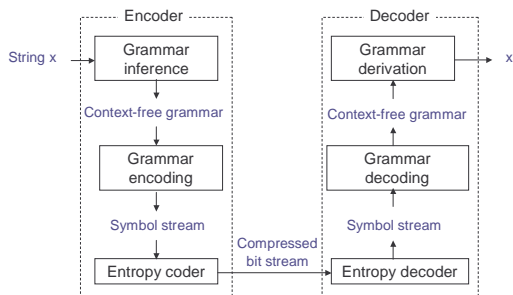 Encoder
String x
Grammar
inference
Context-free grammar
Grammar
encoding
Symbol stream
Entropy coder
Compressed
bit stream
Decoder
Grammar
derivation
x
Context-free grammar
Grammar
decoding
Symbol stream
Entropy decoder